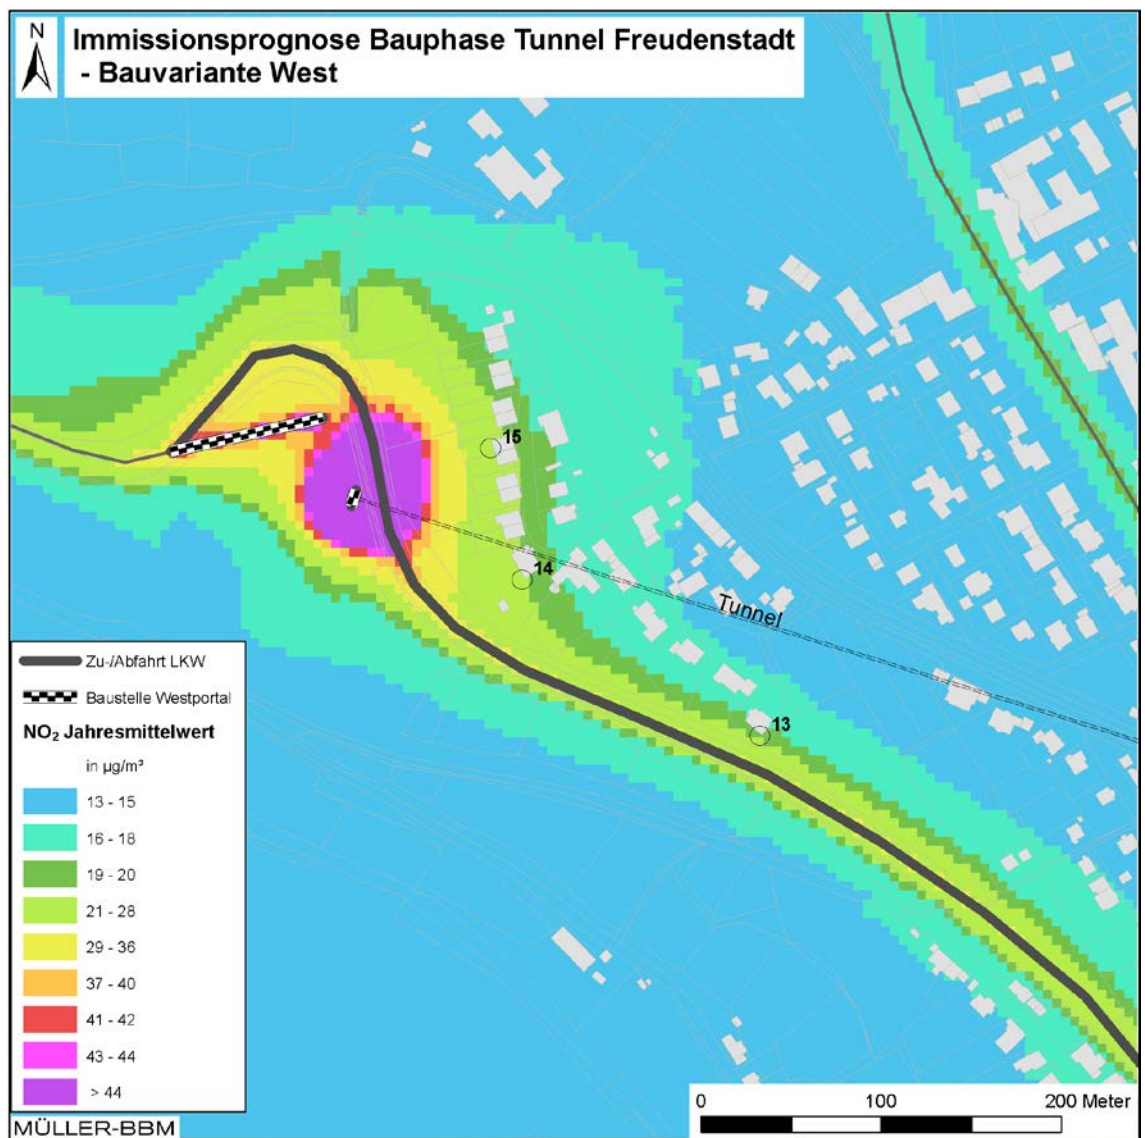 N
Immissionsprognose Bauphase Tunnel Freudenstadt
- Bauvariante West
15
14
Tunnel
13
Zu-/Abfahrt LKW
Baustelle Westportal
NO₂ Jahresmittelwert
in µg/m³
13 - 15
16 - 18
19 - 20
21 - 28
29 - 36
37 - 40
41 - 42
43 - 44
> 44
0 100 200 Meter
MÜLLER-BBM